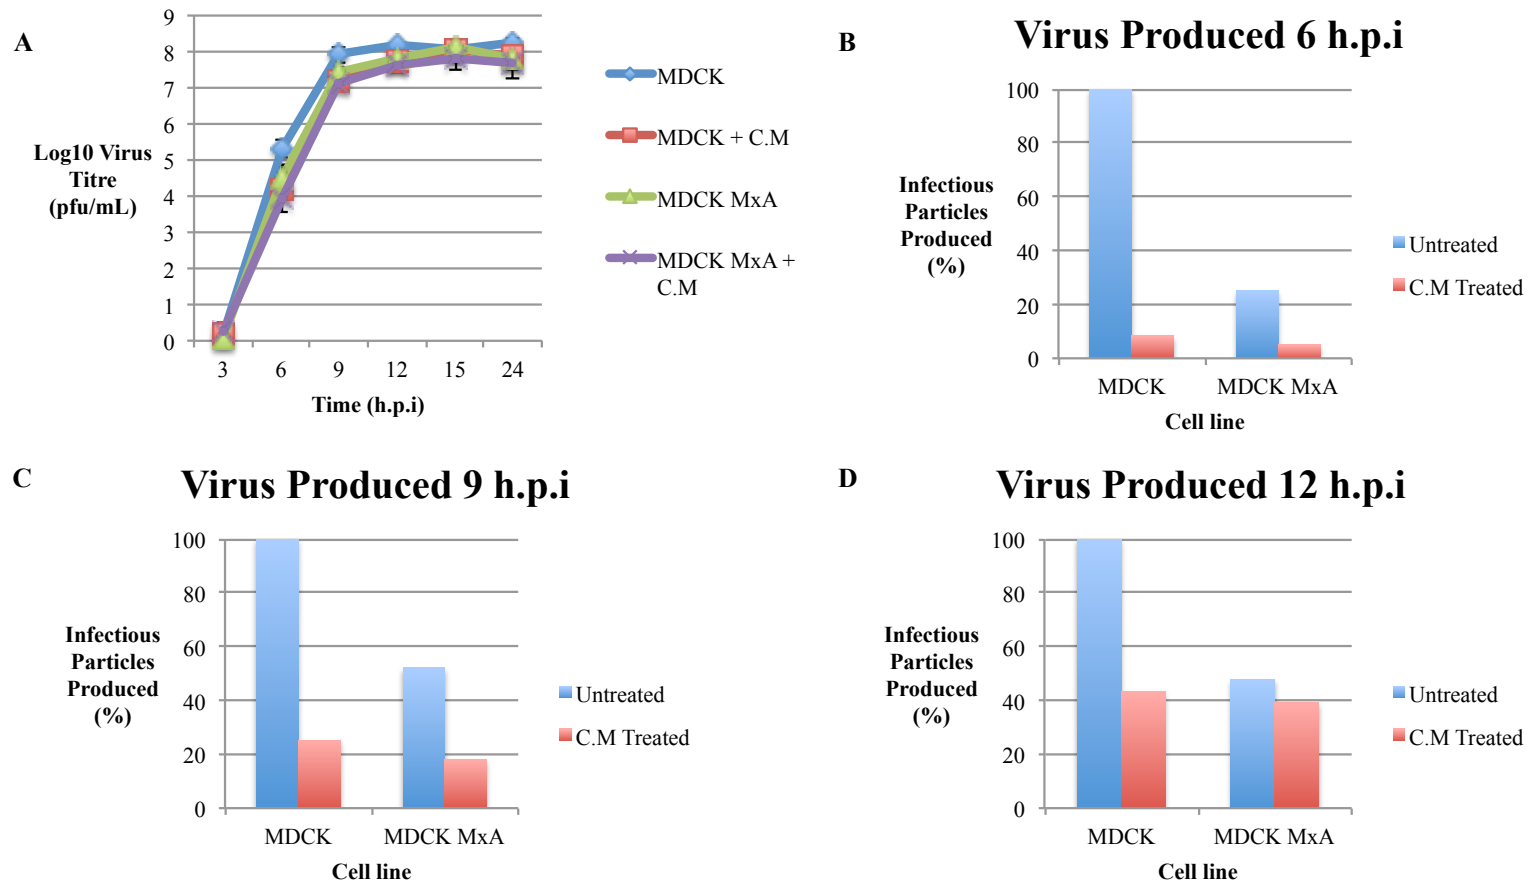 A
9
8
7
6
5
4
3
2
1
0
Log10 Virus
Titre
(pfu/mL)
3 6 9 12 15 24
Time (h.p.i)
MDCK
MDCK + C.M
MDCK MxA
MDCK MxA +
C.M
B
Virus Produced 6 h.p.i
100
80
60
40
20
0
Infectious
Particles
Produced
(%)
MDCK MDCK MxA
Cell line
Untreated
C.M Treated
C
Virus Produced 9 h.p.i
100
80
60
40
20
0
Infectious
Particles
Produced
(%)
MDCK MDCK MxA
Cell line
Untreated
C.M Treated
D
Virus Produced 12 h.p.i
100
80
60
40
20
0
Infectious
Particles
Produced
(%)
MDCK MDCK MxA
Cell line
Untreated
C.M Treated